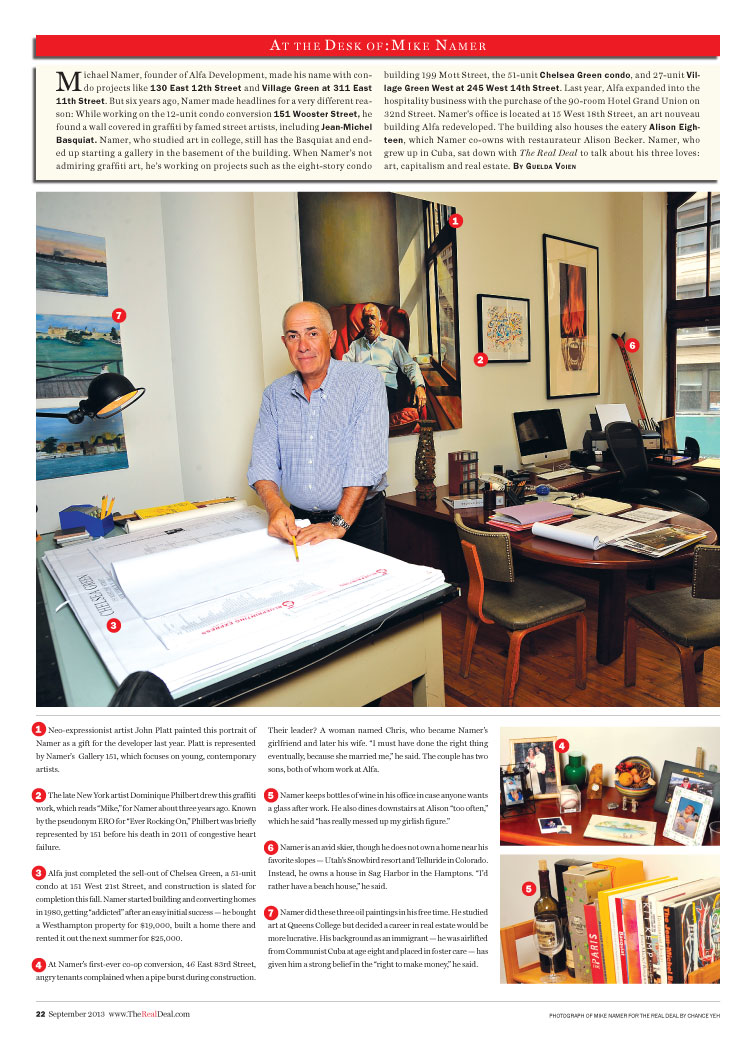 AT THE DESK OF: MIKE NAMER
Michael Namer, founder of Alfa Development, made his name with con-
do projects like 130 East 12th Street and Village Green at 311 East
11th Street. But six years ago, Namer made headlines for a very different rea-
son: While working on the 12-unit condo conversion 151 Wooster Street, he
found a wall covered in graffiti by famed street artists, including Jean-Michel
Basquiat. Namer, who studied art in college, still has the Basquiat and end-
ed up starting a gallery in the basement of the building. When Namer's not
admiring graffiti art, he's working on projects such as the eight-story condo
building 199 Mott Street, the 51-unit Chelsea Green condo, and 27-unit Vil-
lage Green West at 245 West 14th Street. Last year, Alfa expanded into the
hospitality business with the purchase of the 90-room Hotel Grand Union on
32nd Street. Namer's office is located at 15 West 18th Street, an art nouveau
building Alfa redeveloped. The building also houses the eatery Alison Eigh-
teen, which Namer co-owns with restaurateur Alison Becker. Namer, who
grew up in Cuba, sat down with The Real Deal to talk about his three loves:
art, capitalism and real estate. BY GUELDA VOIEN
1
7
2
6
3
CHELSEA GREEN
BLUEPRINTING EXPRESS
1 Neo-expressionist artist John Platt painted this portrait of
Namer as a gift for the developer last year. Platt is represented
by Namer's Gallery 151, which focuses on young, contemporary
artists.
2 The late New York artist Dominique Philbert drew this graffiti
work, which reads "Mike," for Namer about three years ago. Known
by the pseudonym ERO for "Ever Rocking On," Philbert was briefly
represented by 151 before his death in 2011 of congestive heart
failure.
3 Alfa just completed the sell-out of Chelsea Green, a 51-unit
condo at 151 West 21st Street, and construction is slated for
completion this fall. Namer started building and converting homes
in 1980, getting "addicted" after an easy initial success — he bought
a Westhampton property for $19,000, built a home there and
rented it out the next summer for $25,000.
4 At Namer's first-ever co-op conversion, 46 East 83rd Street,
angry tenants complained when a pipe burst during construction.
Their leader? A woman named Chris, who became Namer's
girlfriend and later his wife. "I must have done the right thing
eventually, because she married me," he said. The couple has two
sons, both of whom work at Alfa.
5 Namer keeps bottles of wine in his office in case anyone wants
a glass after work. He also dines downstairs at Alison "too often,"
which he said "has really messed up my girlish figure."
6 Namer is an avid skier, though he does not own a home near his
favorite slopes — Utah's Snowbird resort and Telluride in Colorado.
Instead, he owns a house in Sag Harbor in the Hamptons. "I'd
rather have a beach house," he said.
7 Namer did these three oil paintings in his free time. He studied
art at Queens College but decided a career in real estate would be
more lucrative. His background as an immigrant — he was airlifted
from Communist Cuba at age eight and placed in foster care — has
given him a strong belief in the "right to make money," he said.
4
5
PARIS
22 September 2013 www.TheRealDeal.com
PHOTOGRAPH OF MIKE NAMER FOR THE REAL DEAL BY CHANCE YEH